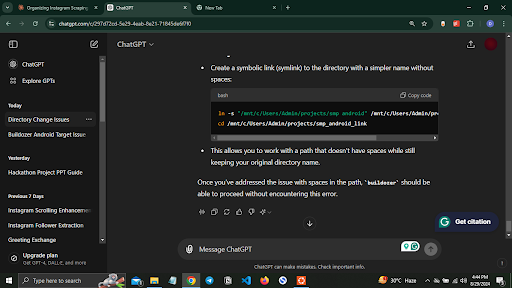 Organizing Instagram Scraping
ChatGPT
New Tab
chatgpt.com/c/297d72cd-5e29-4eab-8e21-71845de6f7f0
ChatGPT
ChatGPT
Explore GPTs
Today
Directory Change Issues
Buildozer Android Target Issue
Yesterday
Hackathon Project PPT Guide
Previous 7 Days
Instagram Scrolling Enhancemen
Instagram Follower Extraction
Greeting Exchange
Upgrade plan
Get GPT-4, DALL·E, and more
• Create a symbolic link (symlink) to the directory with a simpler name without
spaces:
bash
Copy code
ln -s "/mnt/c/Users/Admin/projects/smp android" /mnt/c/Users/Admin/pr
cd /mnt/c/Users/Admin/projects/smp_android_link
• This allows you to work with a path that doesn't have spaces while still
keeping your original directory name.
Once you've addressed the issue with spaces in the path, `buildozer` should be
able to proceed without encountering this error.
Get citation
Message ChatGPT
ChatGPT can make mistakes. Check important info.
Type here to search
30°C Haze
4:44 PM
8/29/2024